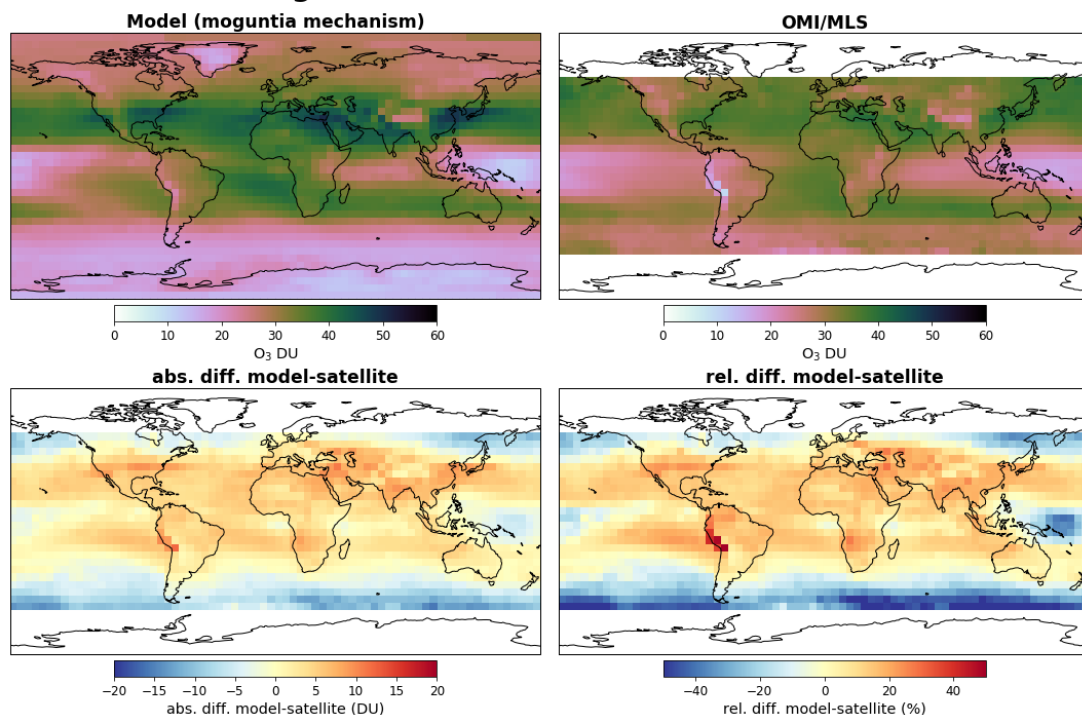 Model (moguntia mechanism)
OMI/MLS
0 10 20 30 40 50 60
O₃ DU
0 10 20 30 40 50 60
O₃ DU
abs. diff. model-satellite
rel. diff. model-satellite
−20 −15 −10 −5 0 5 10 15 20
abs. diff. model-satellite (DU)
−40 −20 0 20 40
rel. diff. model-satellite (%)